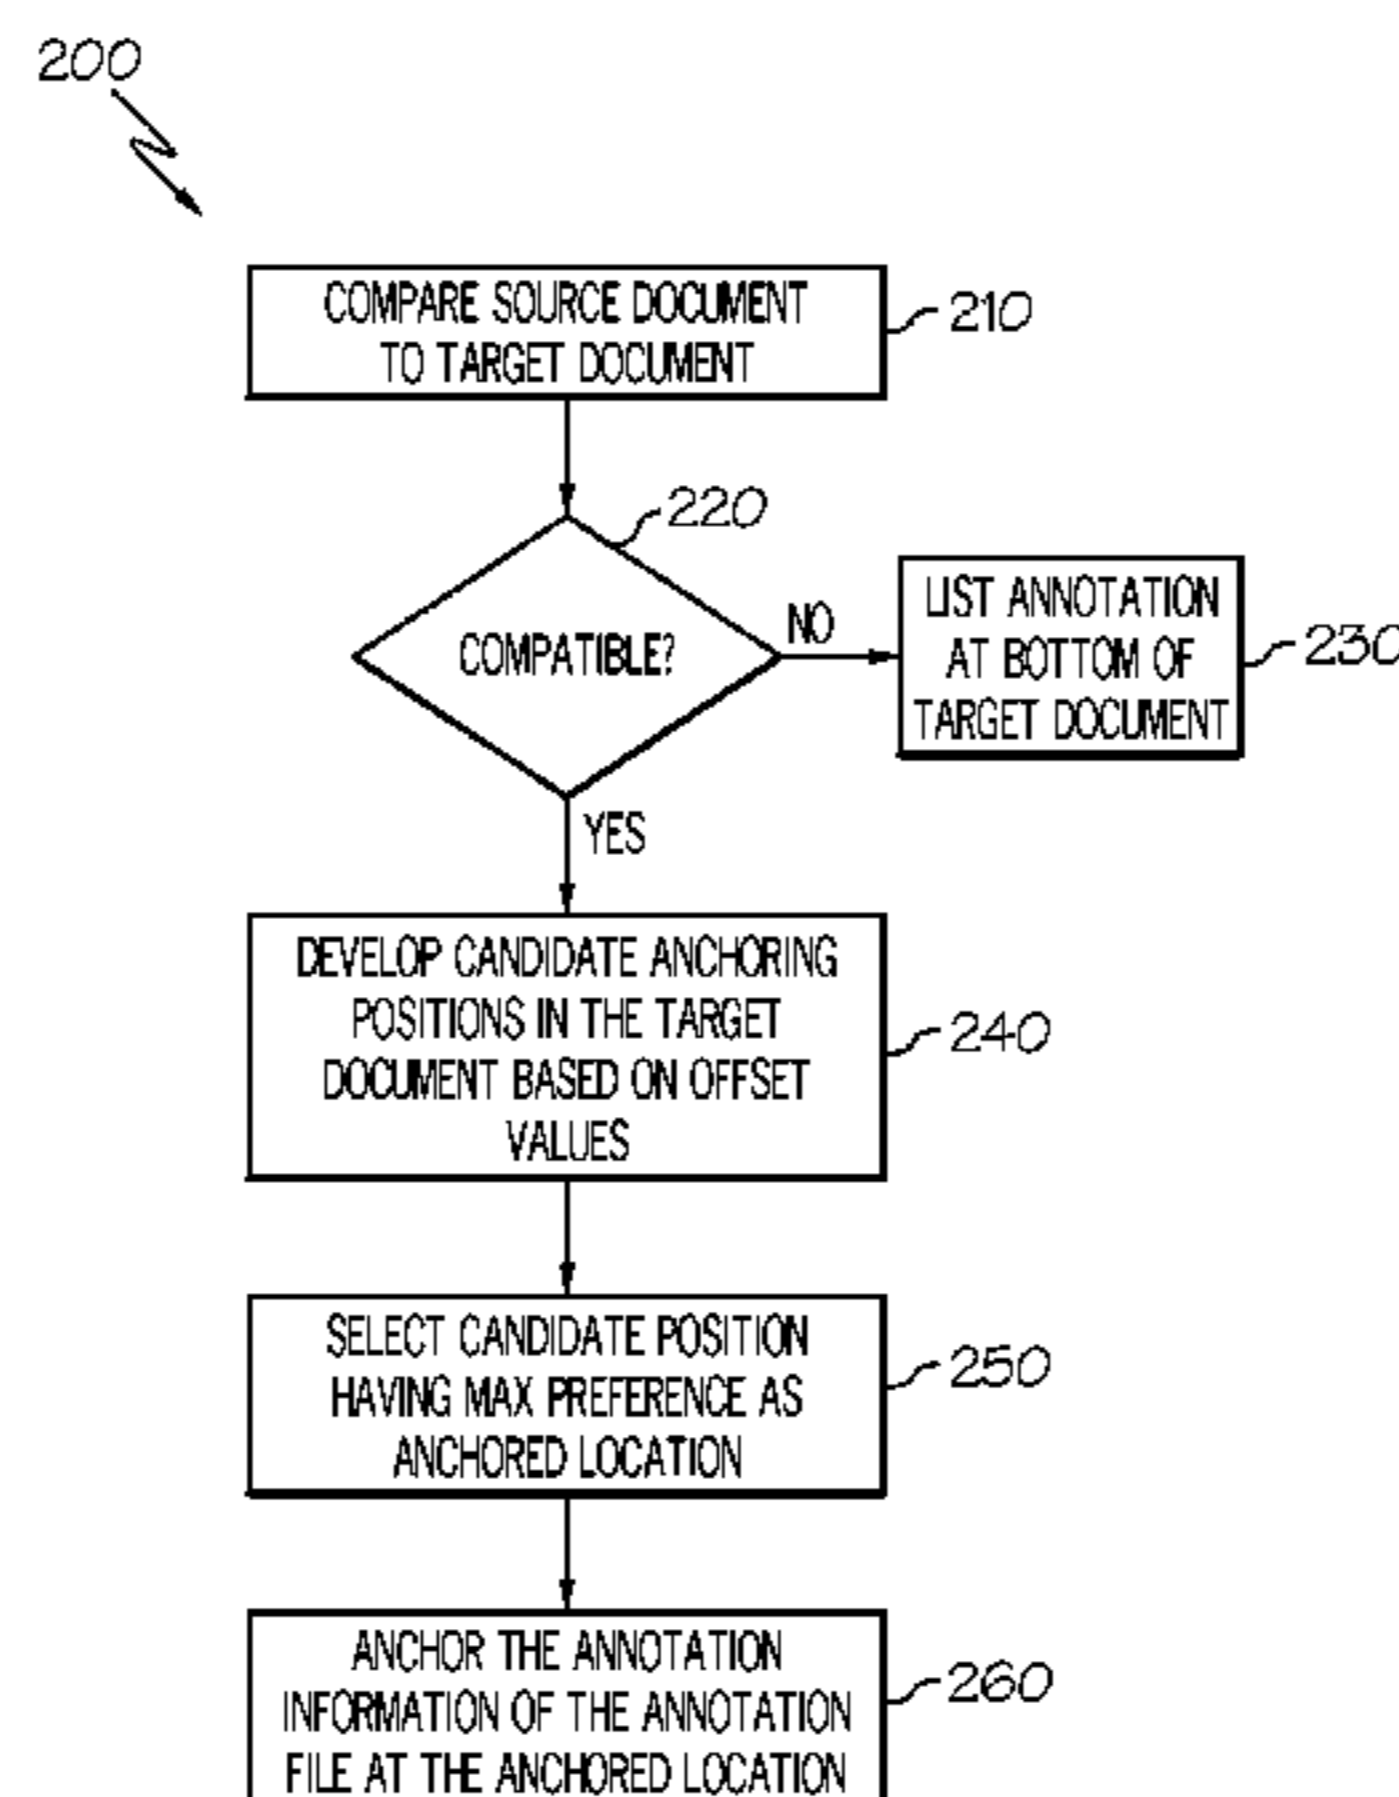 200
COMPARE SOURCE DOCUMENT
TO TARGET DOCUMENT
210
220
COMPATIBLE?
NO
LIST ANNOTATION
AT BOTTOM OF
TARGET DOCUMENT
230
YES
DEVELOP CANDIDATE ANCHORING
POSITIONS IN THE TARGET
DOCUMENT BASED ON OFFSET
VALUES
240
SELECT CANDIDATE POSITION
HAVING MAX PREFERENCE AS
ANCHORED LOCATION
250
ANCHOR THE ANNOTATION
INFORMATION OF THE ANNOTATION
FILE AT THE ANCHORED LOCATION
260